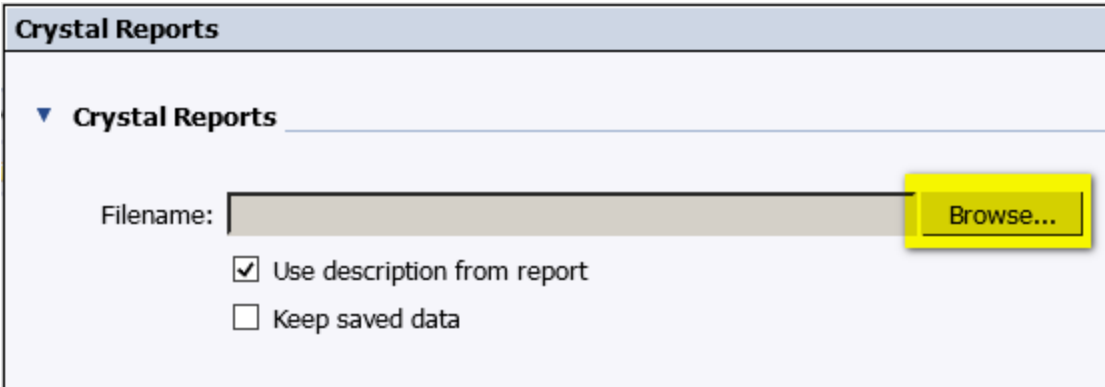 Crystal Reports
Crystal Reports
Filename: Browse...
Use description from report
Keep saved data